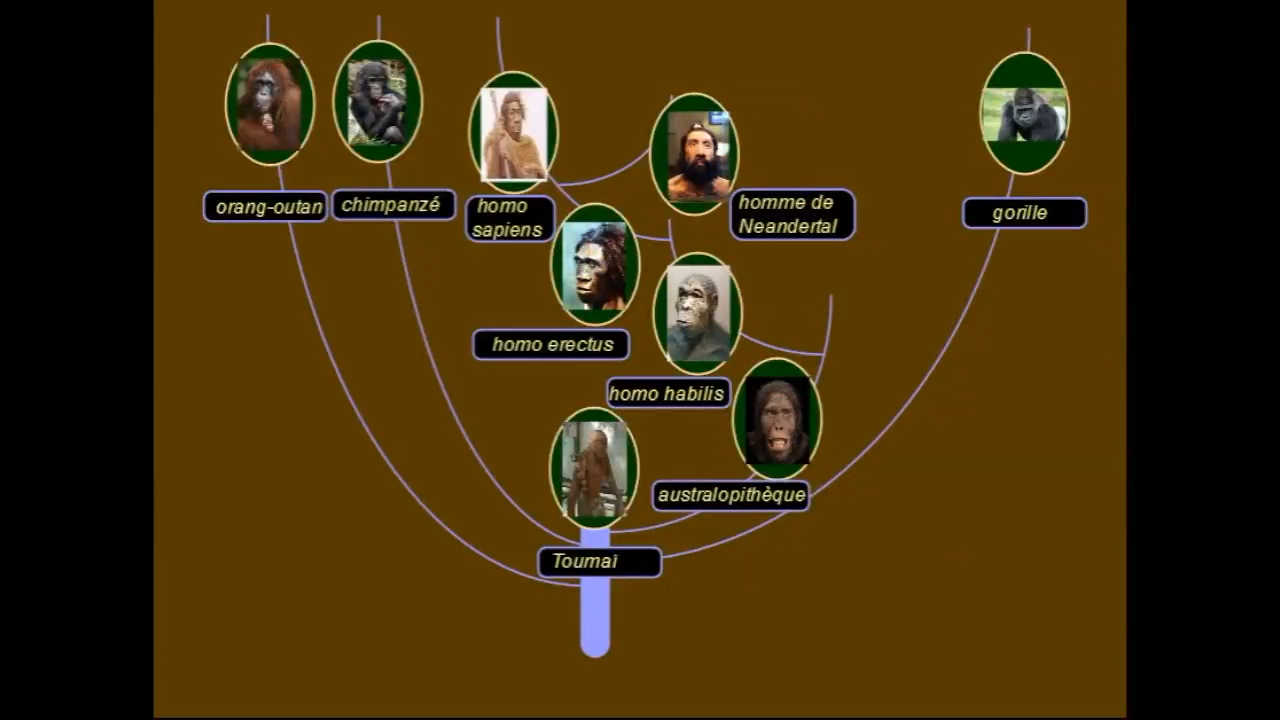 orang-outan
chimpanzé
homo
sapiens
homme de
Neandertal
gorille
homo erectus
homo habilis
australopithèque
Toumaï